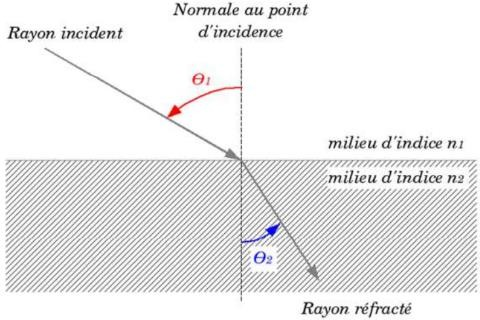 Normale au point
d'incidence
Rayon incident
Θ1
milieu d'indice n1
milieu d'indice n2
Θ2
Rayon réfracté